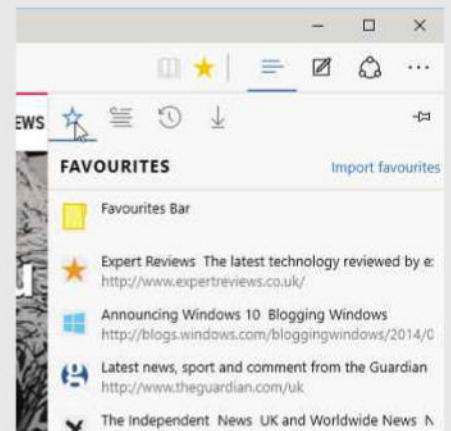 EWS
FAVOURITES Import favourites
Favourites Bar
Expert Reviews The latest technology reviewed by e
http://www.expertreviews.co.uk/
Announcing Windows 10 Blogging Windows
http://blogs.windows.com/bloggingwindows/2014/0
Latest news, sport and comment from the Guardian
http://www.theguardian.com/uk
The Independent News UK and Worldwide News N